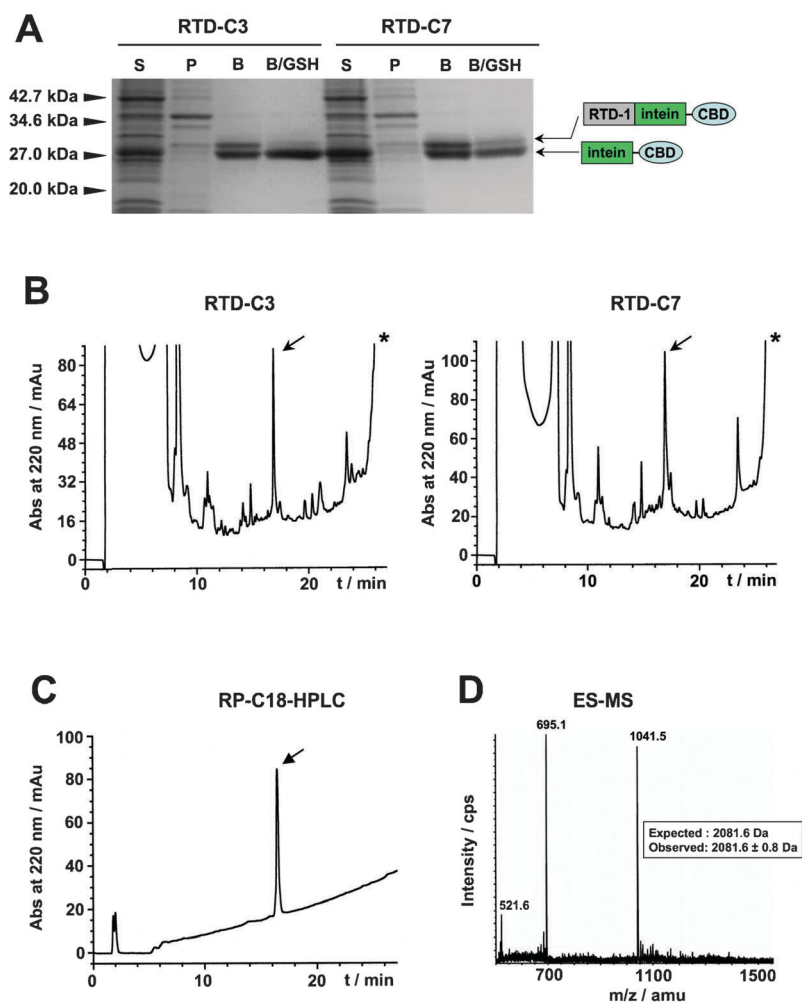 A
RTD-C3 RTD-C7
S P B B/GSH S P B B/GSH
42.7 kDa
34.6 kDa
27.0 kDa
20.0 kDa
RTD-1 intein CBD
intein CBD
B
RTD-C3
RTD-C7
Abs at 220 nm / mAu
80
64
48
32
16
0
0 10 20 t / min
*
Abs at 220 nm / mAu
100
80
60
40
20
0
0 10 20 t / min
*
C
RP-C18-HPLC
Abs at 220 nm / mAu
100
80
60
40
20
0
0 10 20 t / min
D
ES-MS
Intensity / cps
695.1
1041.5
Expected : 2081.6 Da
Observed: 2081.6 ± 0.8 Da
521.6
700 1100 1500
m/z / amu